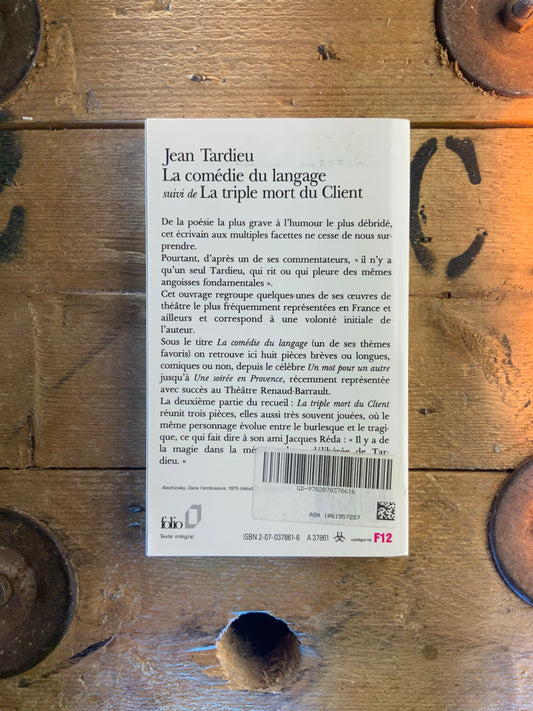 Jean Tardieu
La comédie du langage
suivi de La triple mort du Client
De la poésie la plus grave à l'humour le plus débridé,
cet écrivain aux multiples facettes ne cesse de nous sur-
prendre.
Pourtant, d'après un de ses commentateurs, « il n'y a
qu'un seul Tardieu, qui rit ou qui pleure des mêmes
angoisses fondamentales ».
Cet ouvrage regroupe quelques-unes de ses œuvres de
théâtre le plus fréquemment représentées en France et
ailleurs et correspond à une volonté initiale de
l'auteur.
Sous le titre La comédie du langage (un de ses thèmes
favoris) on retrouve ici huit pièces brèves ou longues,
comiques ou non, depuis le célèbre Un mot pour un autre
jusqu'à Une soirée en Provence, récemment représentée
avec succès au Théâtre Renaud-Barrault.
La deuxième partie du recueil : La triple mort du Client
réunit trois pièces, elles aussi très souvent jouées, où le
même personnage évolue entre le burlesque et le tragi-
que, ce qui fait dire à son ami Jacques Réda : « Il y a de
la magie dans la de Tar-
dieu. »
Alechinsky, Dans l'embrasure, 1975
GD-9782070378616
ASN 1061957257
folio
Texte intégral
ISBN 2-07-037861-6 A 37861 catégorie F12